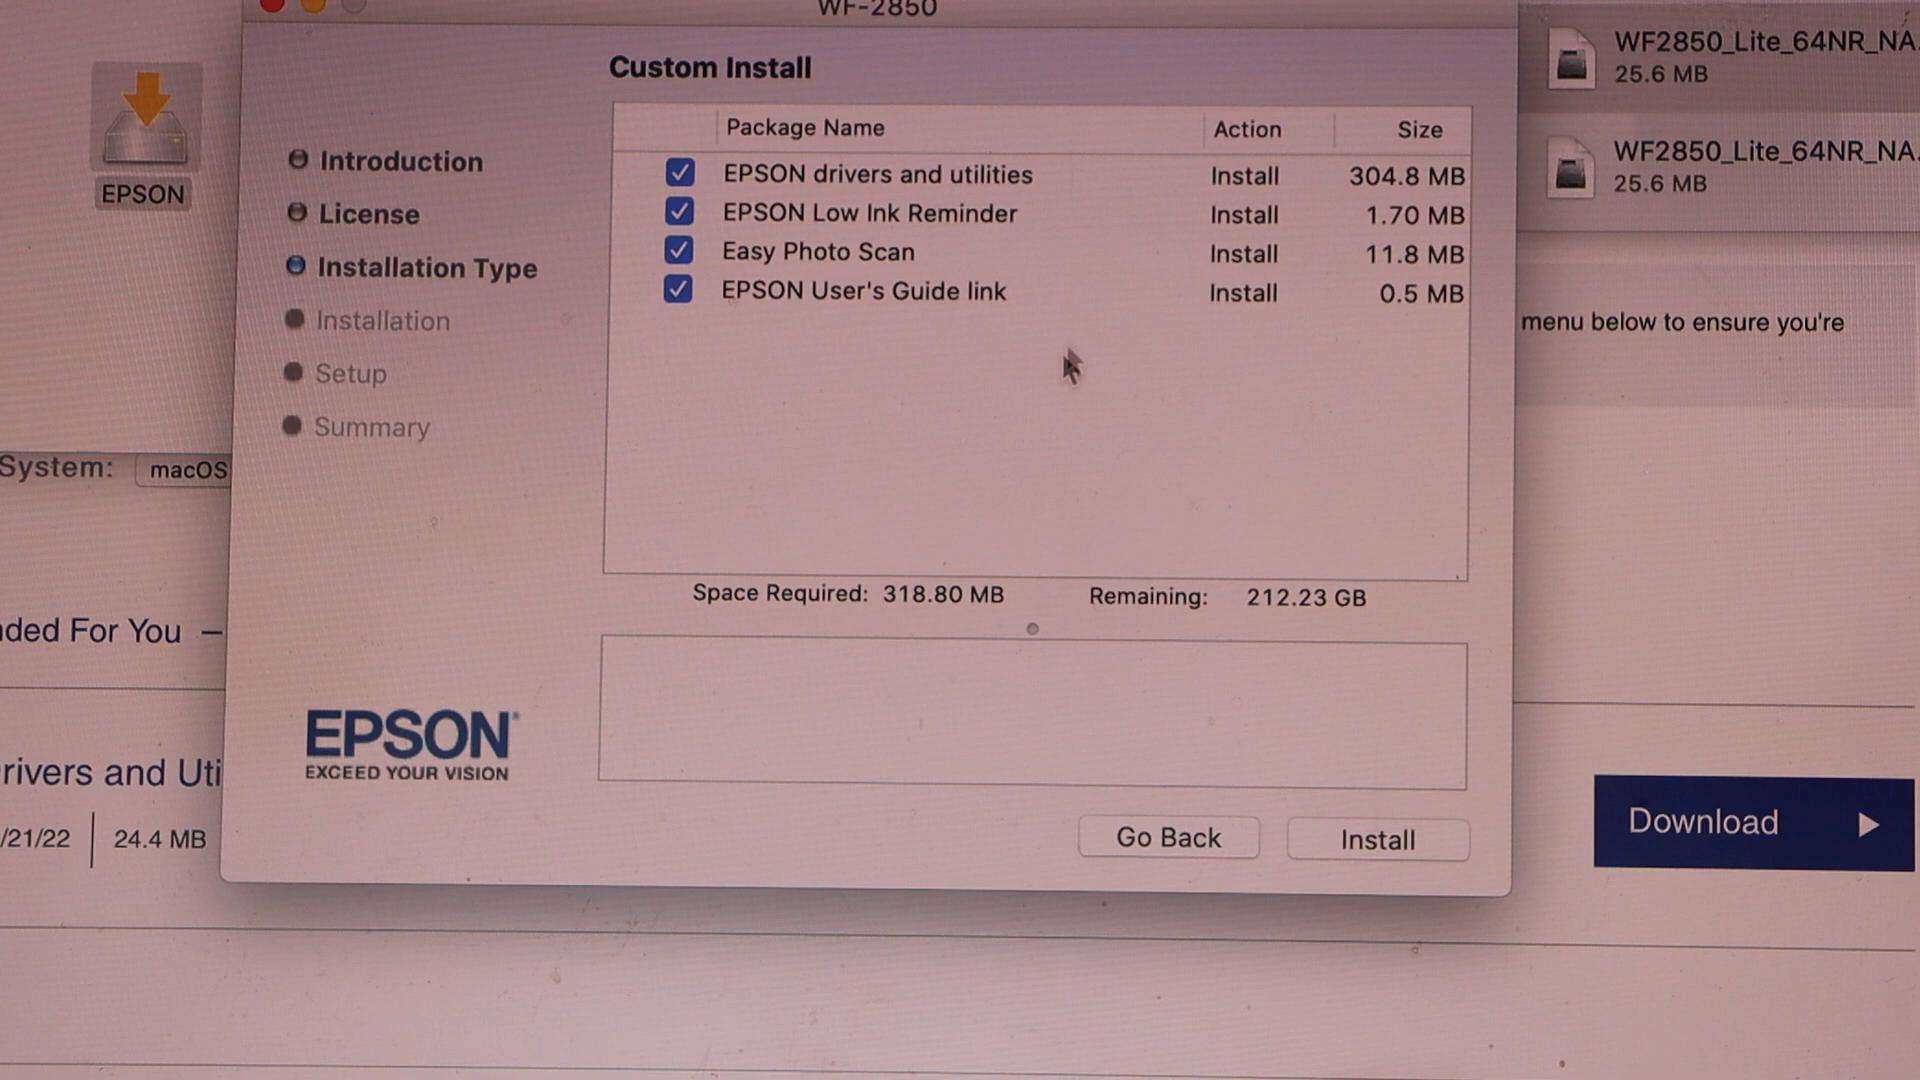 WF-2850
Custom Install
Package Name Action Size
EPSON drivers and utilities Install 304.8 MB
EPSON Low Ink Reminder Install 1.70 MB
Easy Photo Scan Install 11.8 MB
EPSON User's Guide link Install 0.5 MB
Introduction
License
Installation Type
Installation
Setup
Summary
Space Required: 318.80 MB Remaining: 212.23 GB
EPSON
EXCEED YOUR VISION
Go Back Install
EPSON
System: macOS
For You –
and
/21/22 24.4 MB
WF2850_Lite_64NR_NA.
25.6 MB
WF2850_Lite_64NR_NA.
25.6 MB
menu below to ensure you're
Download